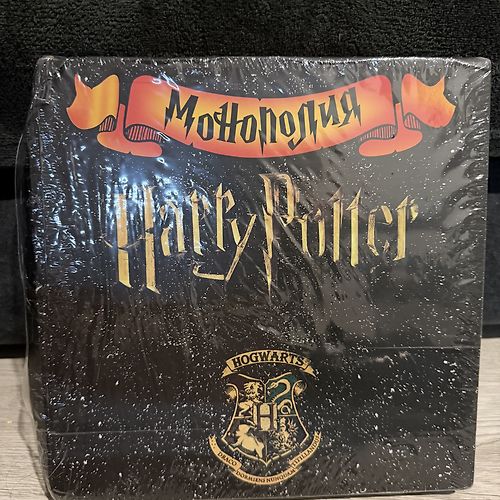 Монополия
Harry Potter
HOGWARTS
DRACO DORMIENS NUNQUAM TITILLANDUS